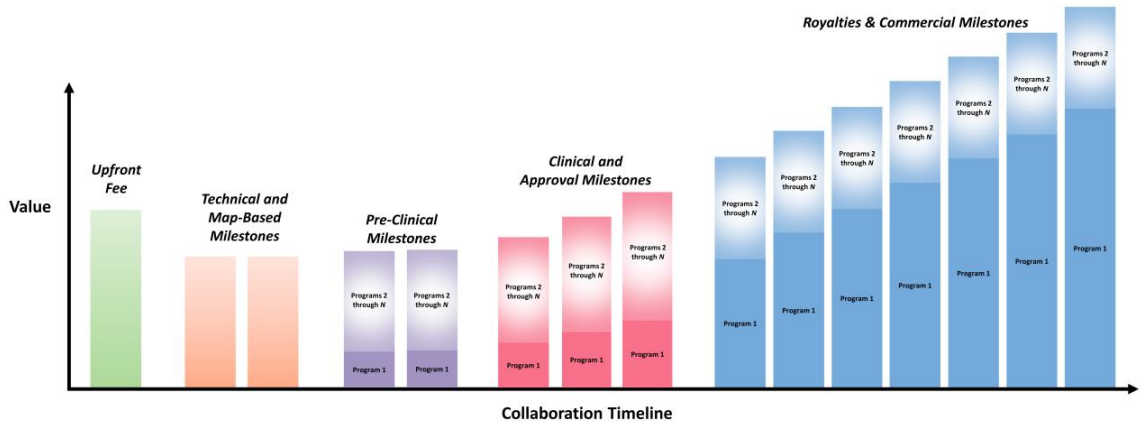 Royalties & Commercial Milestones
Programs 2
through N
Programs 2
through N
Programs 2
through N
Programs 2
through N
Programs 2
through N
Programs 2
through N
Programs 2
through N
Clinical and
Approval Milestones
Upfront
Fee
Technical and
Map-Based
Milestones
Pre-Clinical
Milestones
Value
Programs 2
through N
Programs 2
through N
Programs 2
through N
Programs 2
through N
Programs 2
through N
Program 1
Program 1
Program 1
Program 1
Program 1
Program 1
Program 1
Program 1
Program 1
Program 1
Program 1
Program 1
Collaboration Timeline